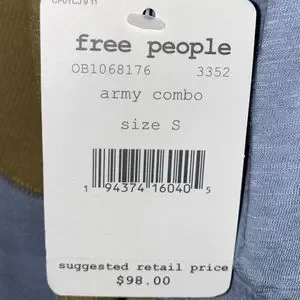 free people
OB1068176 3352
army combo
size S
1 94374 16040 5
suggested retail price
$98.00